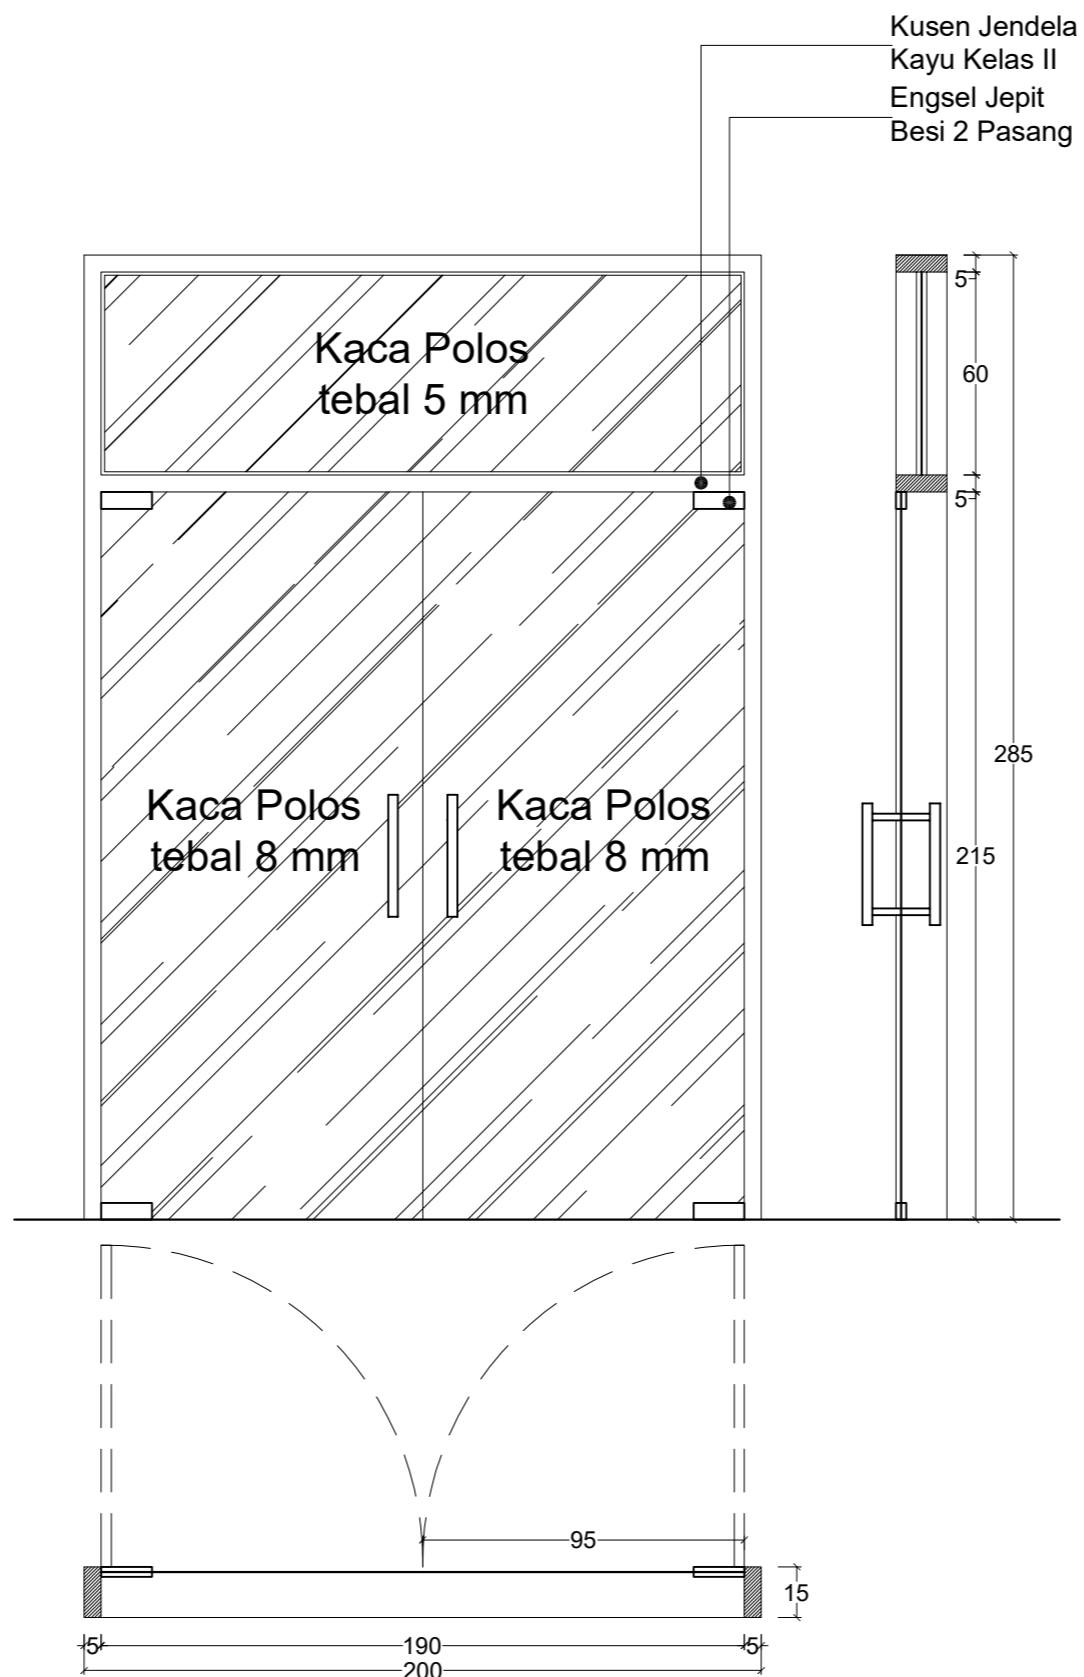 Kusen Jendela
Kayu Kelas II
Engsel Jepit
Besi 2 Pasang
Kaca Polos
tebal 5 mm
5
60
5
285
Kaca Polos
tebal 8 mm
Kaca Polos
tebal 8 mm
215
95
15
5
190
5
200